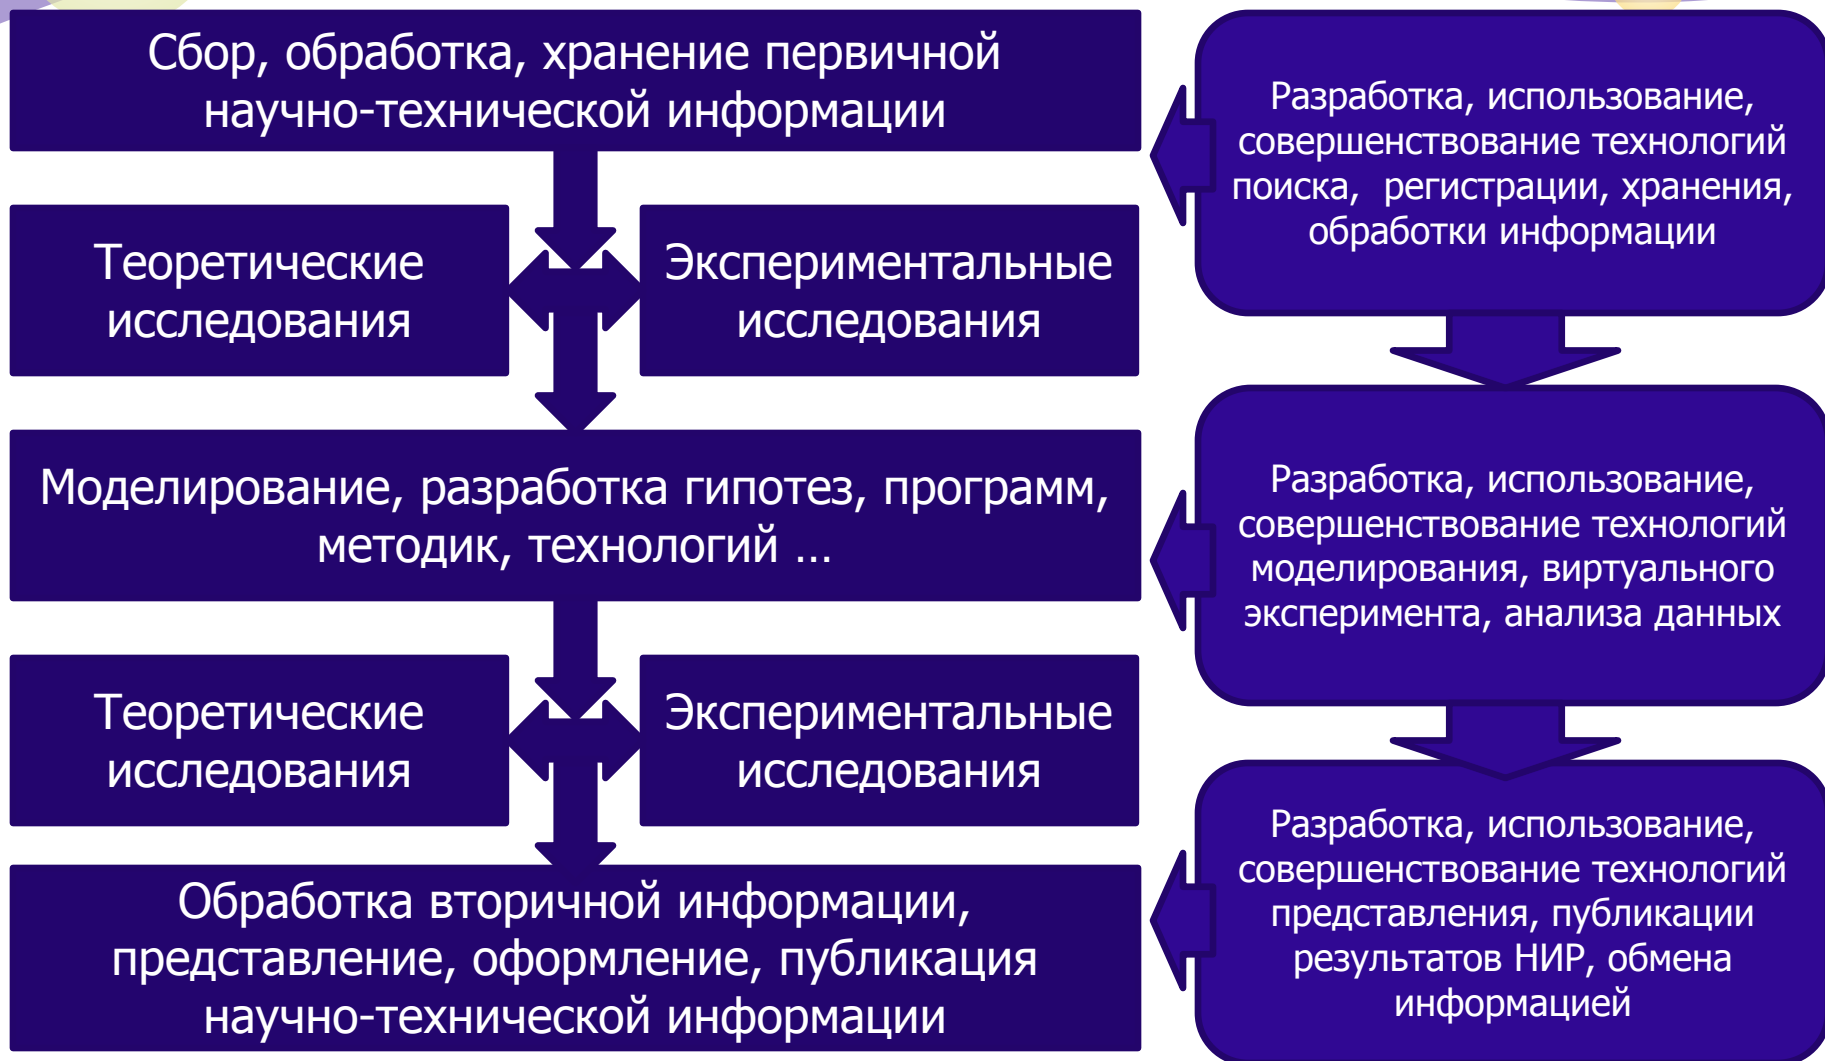 Сбор, обработка, хранение первичной
научно-технической информации
Теоретические
исследования
Экспериментальные
исследования
Моделирование, разработка гипотез, программ,
методик, технологий ...
Теоретические
исследования
Экспериментальные
исследования
Обработка вторичной информации,
представление, оформление, публикация
научно-технической информации
Разработка, использование,
совершенствование технологий
поиска, регистрации, хранения,
обработки информации
Разработка, использование,
совершенствование технологий
моделирования, виртуального
эксперимента, анализа данных
Разработка, использование,
совершенствование технологий
представления, публикации
результатов НИР, обмена
информацией